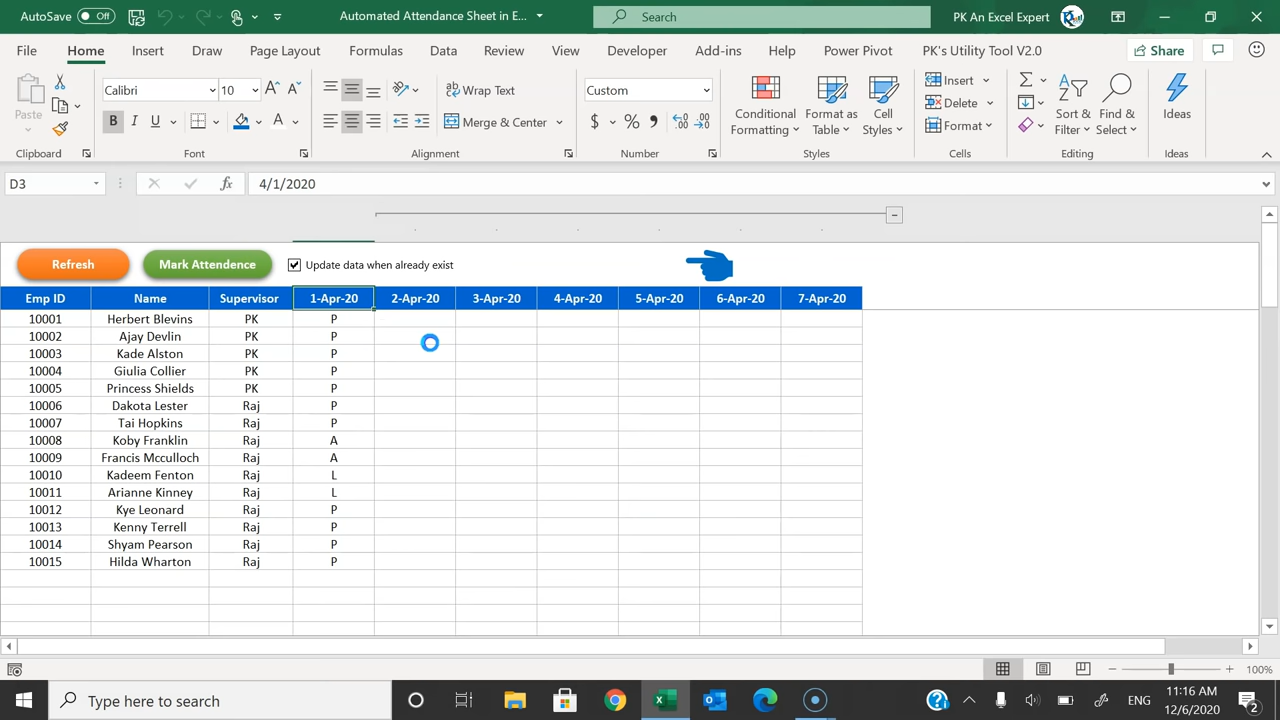 AutoSave Off Automated Attendance Sheet in E... Search PK An Excel Expert
File Home Insert Draw Page Layout Formulas Data Review View Developer Add-ins Help Power Pivot PK's Utility Tool V2.0 Share
Paste Calibri 10 A A ab Wrap Text Custom Conditional Formatting Format as Table Cell Styles Insert Delete Format Sort & Filter Find & Select Ideas
B I U A Merge & Center $ % ,
Clipboard Font Alignment Number Styles Cells Editing Ideas
D3 fx 4/1/2020
Refresh Mark Attendence Update data when already exist
Emp ID Name Supervisor 1-Apr-20 2-Apr-20 3-Apr-20 4-Apr-20 5-Apr-20 6-Apr-20 7-Apr-20
10001 Herbert Blevins PK P
10002 Ajay Devlin PK P
10003 Kade Alston PK P
10004 Giulia Collier PK P
10005 Princess Shields PK P
10006 Dakota Lester Raj P
10007 Tai Hopkins Raj P
10008 Koby Franklin Raj A
10009 Francis Mcculloch Raj A
10010 Kadeem Fenton Raj L
10011 Arianne Kinney Raj L
10012 Kye Leonard Raj P
10013 Kenny Terrell Raj P
10014 Shyam Pearson Raj P
10015 Hilda Wharton Raj P
100%
Type here to search ENG 11:16 AM
12/6/2020 2